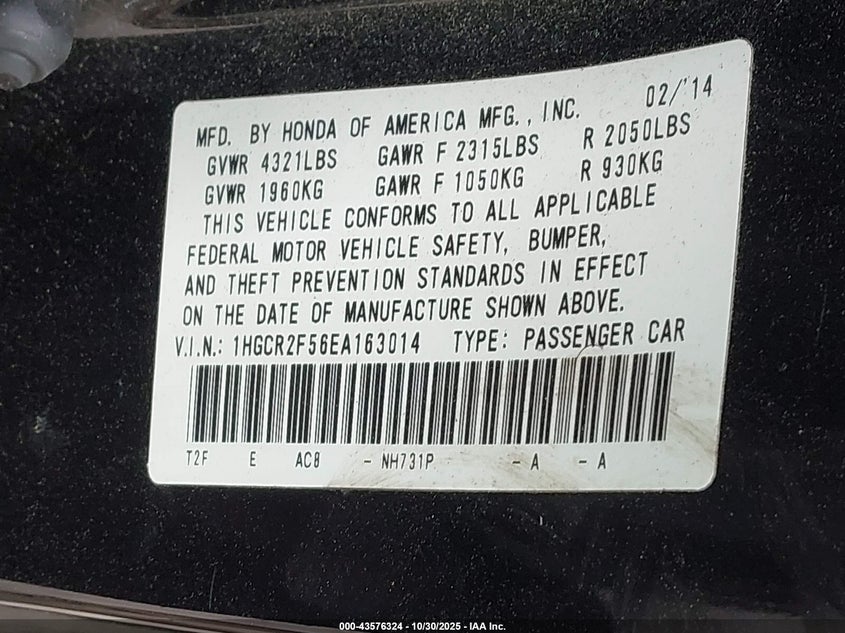 02/'14
MFD. BY HONDA OF AMERICA MFG., INC.
GVWR 4321LBS GAWR F 2315LBS R 2050LBS
GVWR 1960KG GAWR F 1050KG R 930KG
THIS VEHICLE CONFORMS TO ALL APPLICABLE
FEDERAL MOTOR VEHICLE SAFETY, BUMPER,
AND THEFT PREVENTION STANDARDS IN EFFECT
ON THE DATE OF MANUFACTURE SHOWN ABOVE.
V.I.N.: 1HGCR2F56EA163014 TYPE: PASSENGER CAR
T2F E AC8 - NH731P - A - A
000-43576324 - 10/30/2025 - IAA Inc.